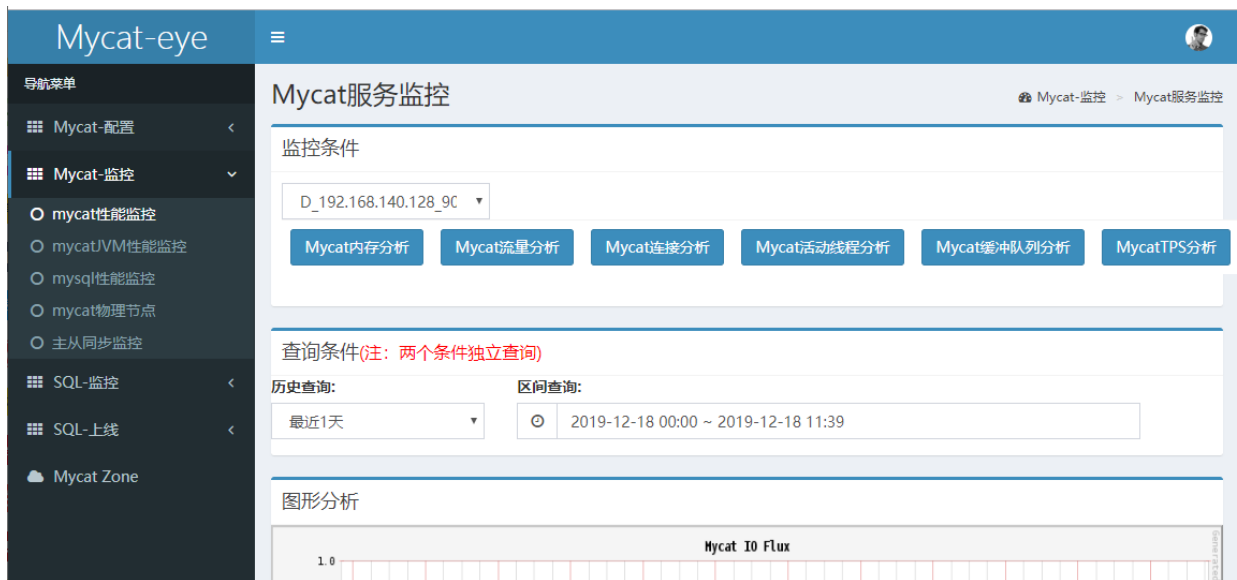 Mycat-eye
导航菜单
Mycat-配置
Mycat-监控
mycat性能监控
mycatJVM性能监控
mysql性能监控
mycat物理节点
主从同步监控
SQL-监控
SQL-上线
Mycat Zone
Mycat服务监控
Mycat-监控 > Mycat服务监控
监控条件
D_192.168.140.128_90
Mycat内存分析 Mycat流量分析 Mycat连接分析 Mycat活动线程分析 Mycat缓冲队列分析 MycatTPS分析
查询条件(注：两个条件独立查询)
历史查询: 区间查询:
最近1天 2019-12-18 00:00 ~ 2019-12-18 11:39
图形分析
Mycat IO Flux
1.0